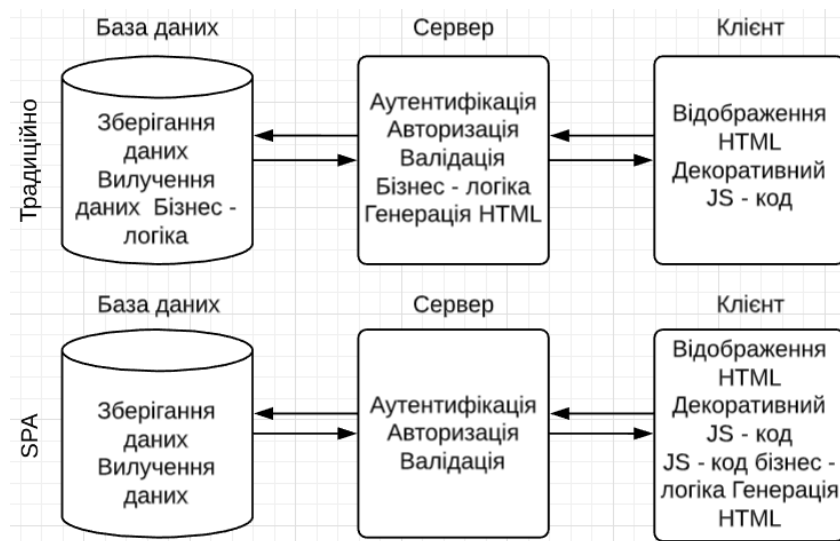 База даних
Сервер
Клієнт
Традиційно
Зберігання
даних
Вилучення
даних Бізнес -
логіка
Аутентифікація
Авторизація
Валідація
Бізнес - логіка
Генерація HTML
Відображення
HTML
Декоративний
JS - код
База даних
Сервер
Клієнт
SPA
Зберігання
даних
Вилучення
даних
Аутентифікація
Авторизація
Валідація
Відображення
HTML
Декоративний
JS - код
JS - код бізнес -
логіка Генерація
HTML